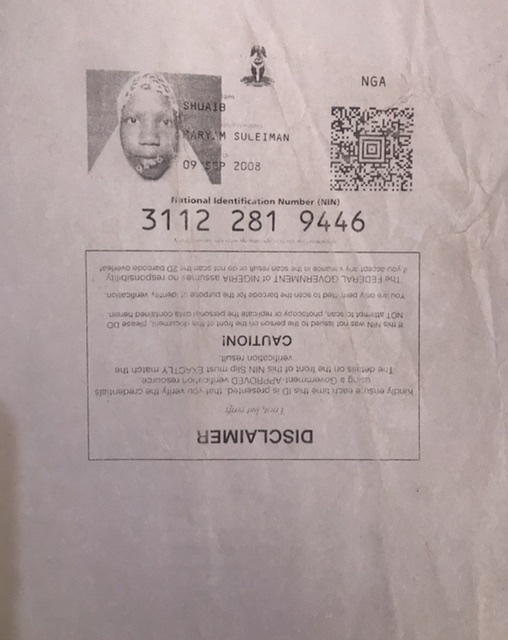 NGA
SHUAIB
MARYAM SULEIMAN
09 SEP 2008
National Identification Number (NIN)
3112 281 9446
DISCLAIMER
Trust, but verify
kindly ensure each time this ID is presented, that you verify the credentials
using a Government-APPROVED verification resource.
The details on the front of this NIN Slip must EXACTLY match the
verification result.
CAUTION!
If this NIN was not issued to the person on the front of this document, please DO
NOT attempt to scan, photocopy or replicate the personal data contained herein.
You are only permitted to scan the barcode for the purpose of identity verification.
The FEDERAL GOVERNMENT of NIGERIA assumes no responsibility
if you accept any variance in the scan result or do not scan the 2D barcode overleaf